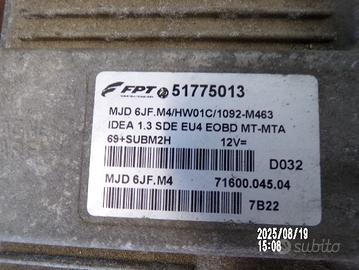 FPT 51775013
MJD 6JF.M4/HW01C/1092-M463
IDEA 1.3 SDE EU4 EOBD MT-MTA
69+SUBM2H 12V=
D032
MJD 6JF.M4 71600.045.04
7B22
2025/08/19
15:08
subito